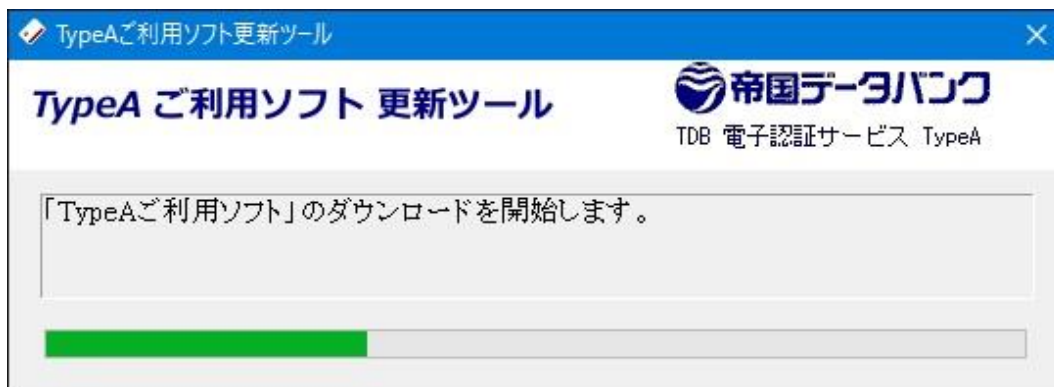 TypeAご利用ソフト更新ツール
TypeA ご利用ソフト 更新ツール
帝国データバンク
TDB 電子認証サービス TypeA
「TypeAご利用ソフト」のダウンロードを開始します。